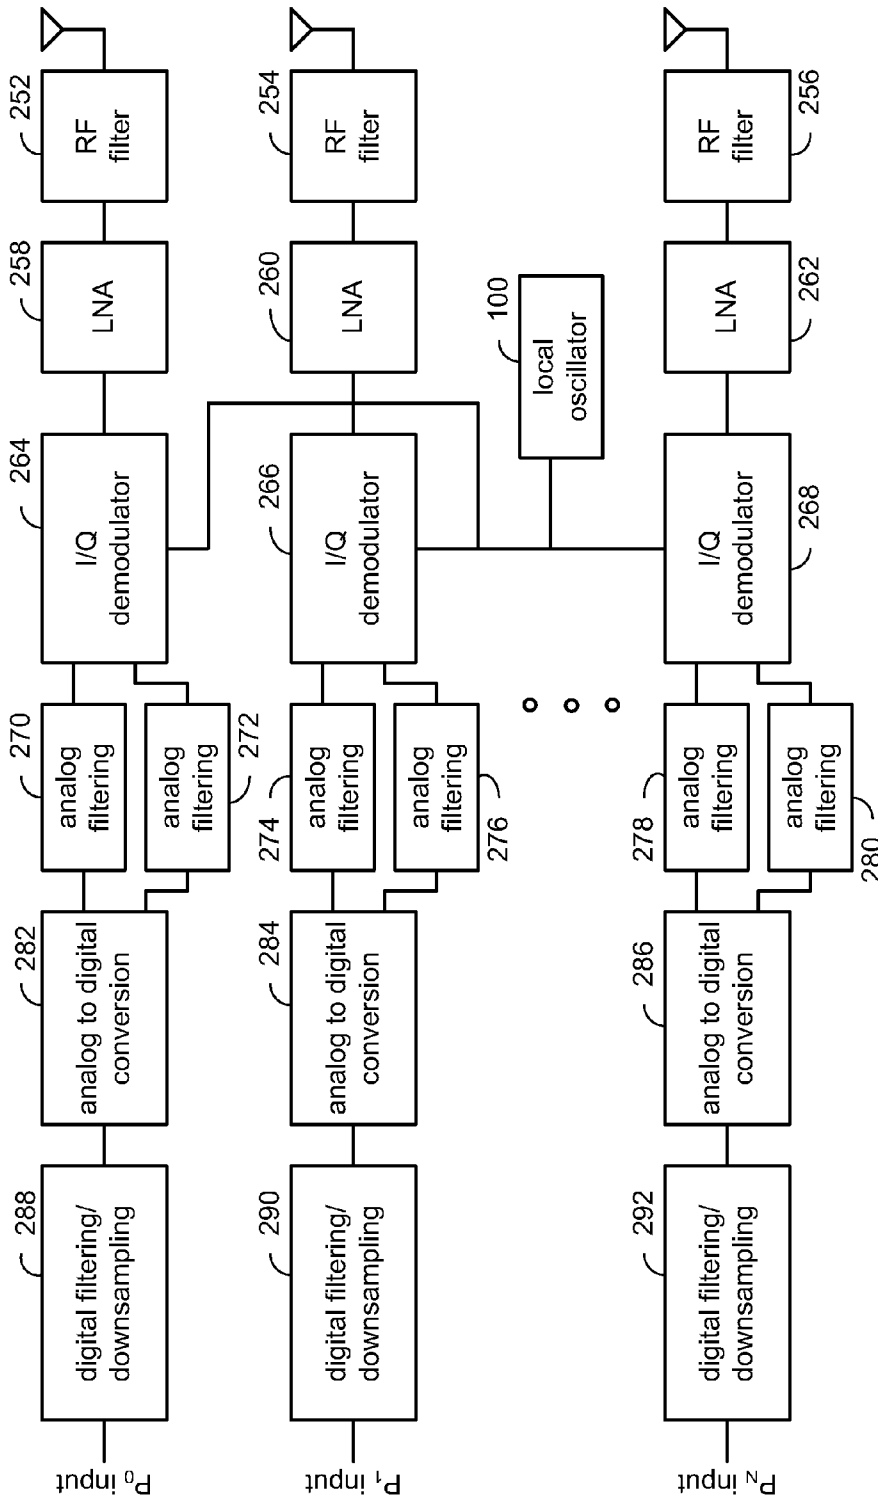 252
RF
filter
258
LNA
264
I/Q
demodulator
270
analog
filtering
272
analog
filtering
282
analog to digital
conversion
288
digital filtering/
downsampling
P0 input
254
RF
filter
260
LNA
266
I/Q
demodulator
274
analog
filtering
276
analog
filtering
284
analog to digital
conversion
290
digital filtering/
downsampling
P1 input
100
local
oscillator
256
RF
filter
262
LNA
268
I/Q
demodulator
278
analog
filtering
280
analog
filtering
286
analog to digital
conversion
292
digital filtering/
downsampling
PN input